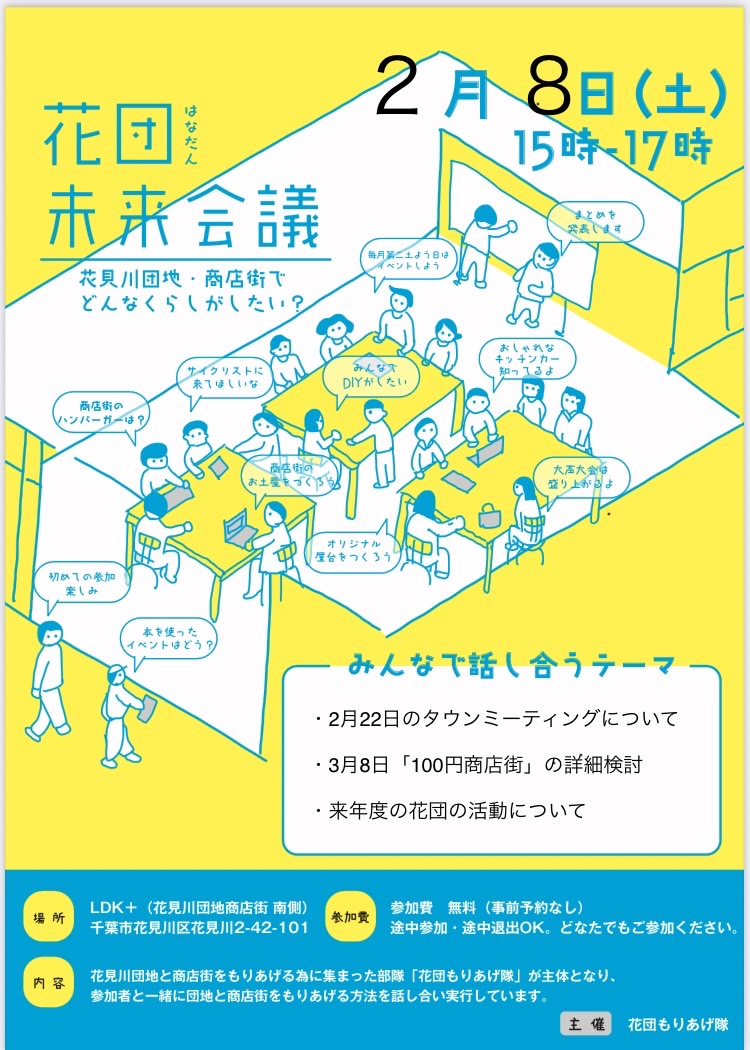 2月8日(土)
15時-17時
花団
はなだん
未来会議
花見川団地・商店街で
どんなくらしがしたい?
まとめを
発表します
毎月第二土よう日は
イベントしよう
サイクリストに
来てほしいな
みんなで
DIYがしたい
おしゃれな
キッチンカー
知ってるよ
商店街の
ハンバーガーは?
商店街の
お土産をつくろう
大声大会は
盛り上がるよ
オリジナル
屋台をつくろう
初めての参加
楽しみ
本を使った
イベントはどう?
みんなで話し合うテーマ
・2月22日のタウンミーティングについて
・3月8日「100円商店街」の詳細検討
・来年度の花団の活動について
場所
LDK+(花見川団地商店街 南側)
千葉市花見川区花見川2-42-101
参加費
参加費 無料(事前予約なし)
途中参加・途中退出OK。どなたでもご参加ください。
内容
花見川団地と商店街をもりあげる為に集まった部隊「花団もりあげ隊」が主体となり、
参加者と一緒に団地と商店街をもりあげる方法を話し合い実行しています。
主催 花団もりあげ隊